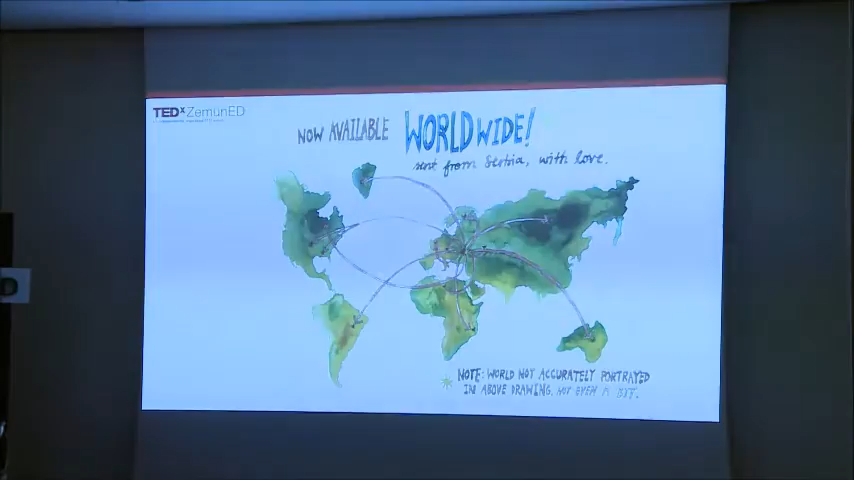 TEDxZemunED
NOW AVAILABLE WORLDWIDE!
sent from Serbia, with love.
NOTE: WORLD NOT ACCURATELY PORTRAYED
IN ABOVE DRAWING, NOT EVEN A BIT.